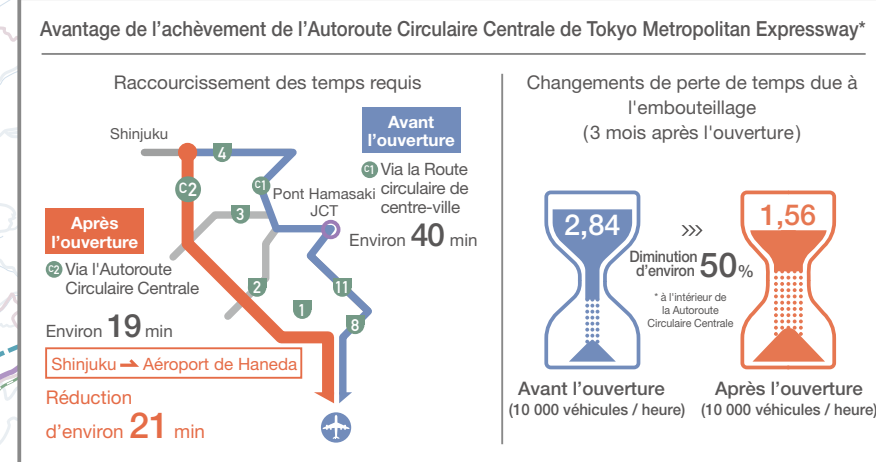 Avantage de l'achèvement de l'Autoroute Circulaire Centrale de Tokyo Metropolitan Expressway*
Raccourcissement des temps requis
Shinjuku
4
Avant
l'ouverture
C1 Via la Route
circulaire de
centre-ville
Environ 40 min
C2
C1
Pont Hamasaki
JCT
3
Après
l'ouverture
C2 Via l'Autoroute
Circulaire Centrale
Environ 19 min
2
11
1
8
Shinjuku → Aéroport de Haneda
Réduction
d'environ 21 min
Changements de perte de temps due à
l'embouteillage
(3 mois après l'ouverture)
2,84
»»
1,56
Diminution
d'environ 50%
* à l'intérieur de
la Autoroute
Circulaire Centrale
Avant l'ouverture
(10 000 véhicules / heure)
Après l'ouverture
(10 000 véhicules / heure)